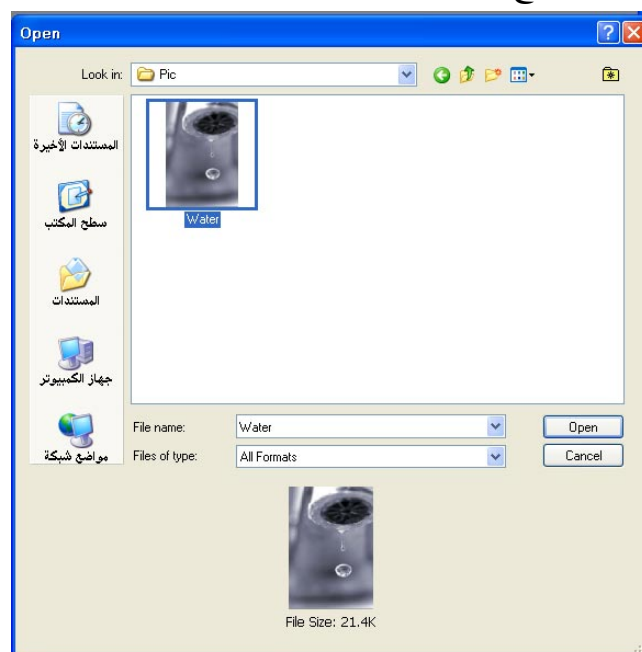 Open
Look in: Pic
المستندات الأخيرة
Water
سطح المكتب
المستندات
جهاز الكمبيوتر
مواضع شبكة
File name: Water Open
Files of type: All Formats Cancel
File Size: 21.4K